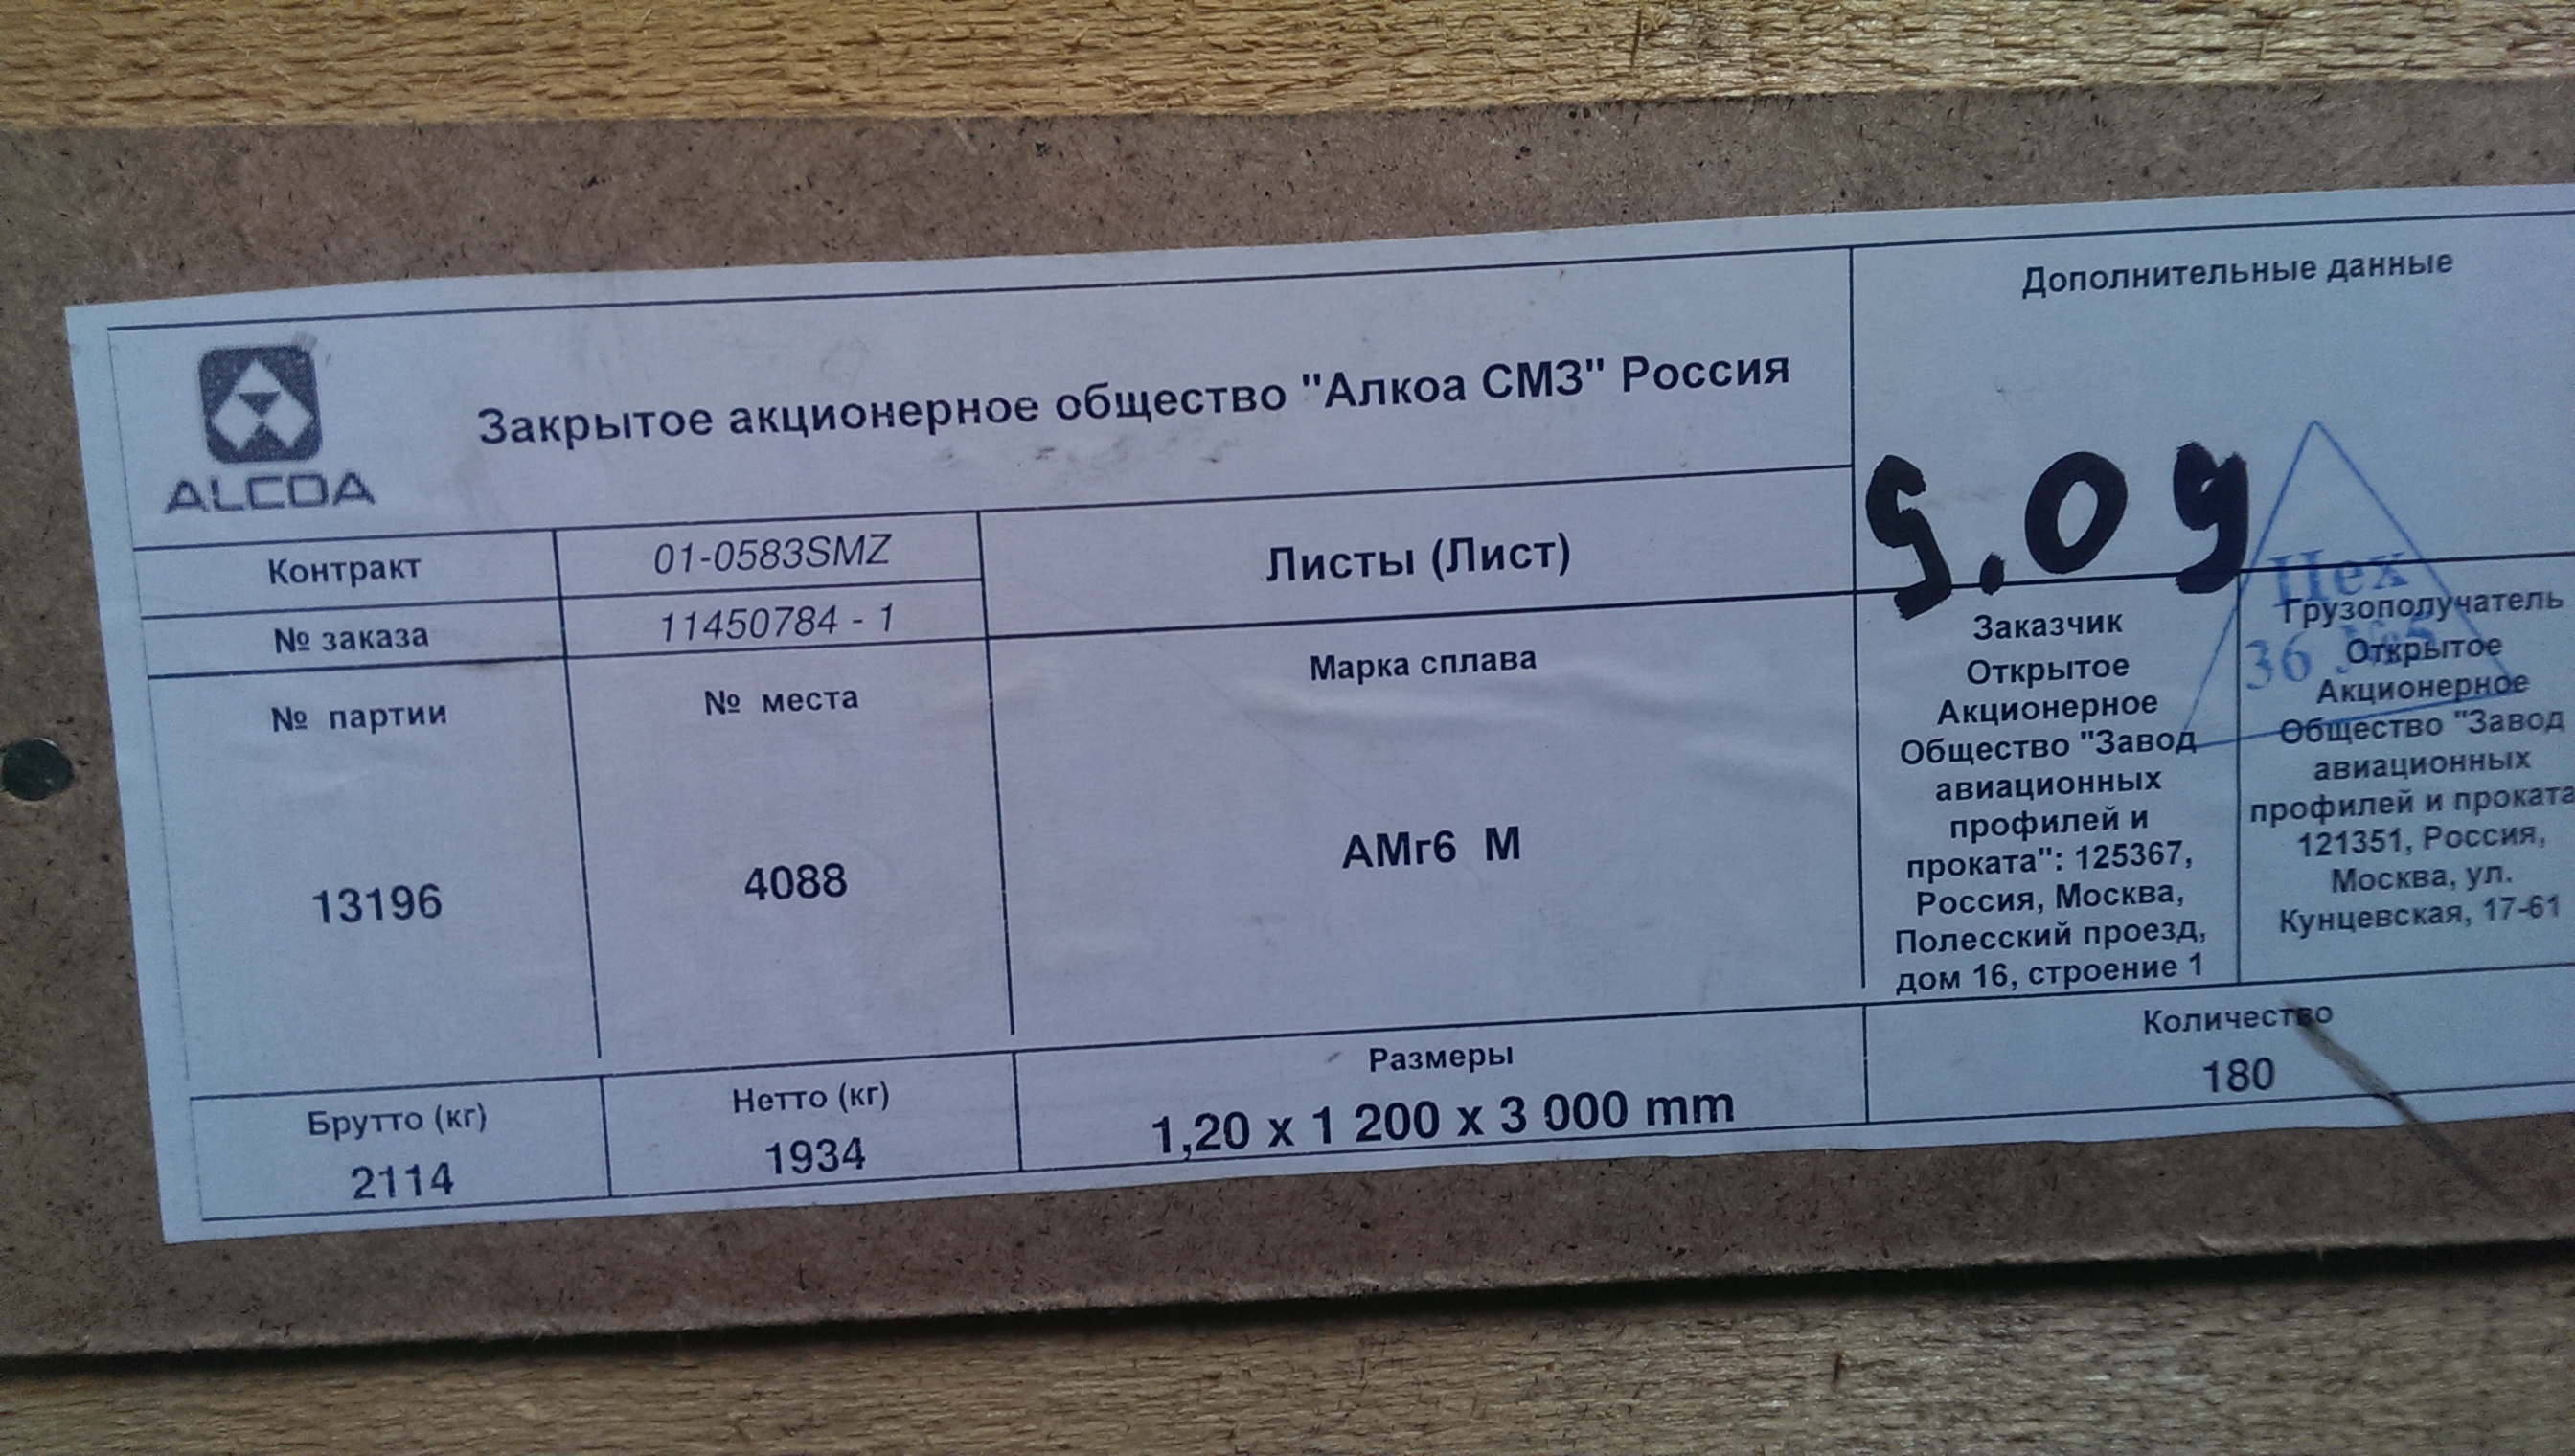 ALCOA
Закрытое акционерное общество "Алкоа СМЗ" Россия
Дополнительные данные
9.09
Контракт
01-0583SMZ
№ заказа
11450784 - 1
Листы (Лист)
№ партии
13196
№ места
4088
Марка сплава
АМг6 М
Заказчик
Открытое
Акционерное
Общество "Завод
авиационных
профилей и
проката": 125367,
Россия, Москва,
Полесский проезд,
дом 16, строение 1
Цех
36 №5
Грузополучатель
Открытое
Акционерное
Общество "Завод
авиационных
профилей и проката
121351, Россия,
Москва, ул.
Кунцевская, 17-61
Брутто (кг)
2114
Нетто (кг)
1934
Размеры
1,20 x 1 200 x 3 000 mm
Количество
180